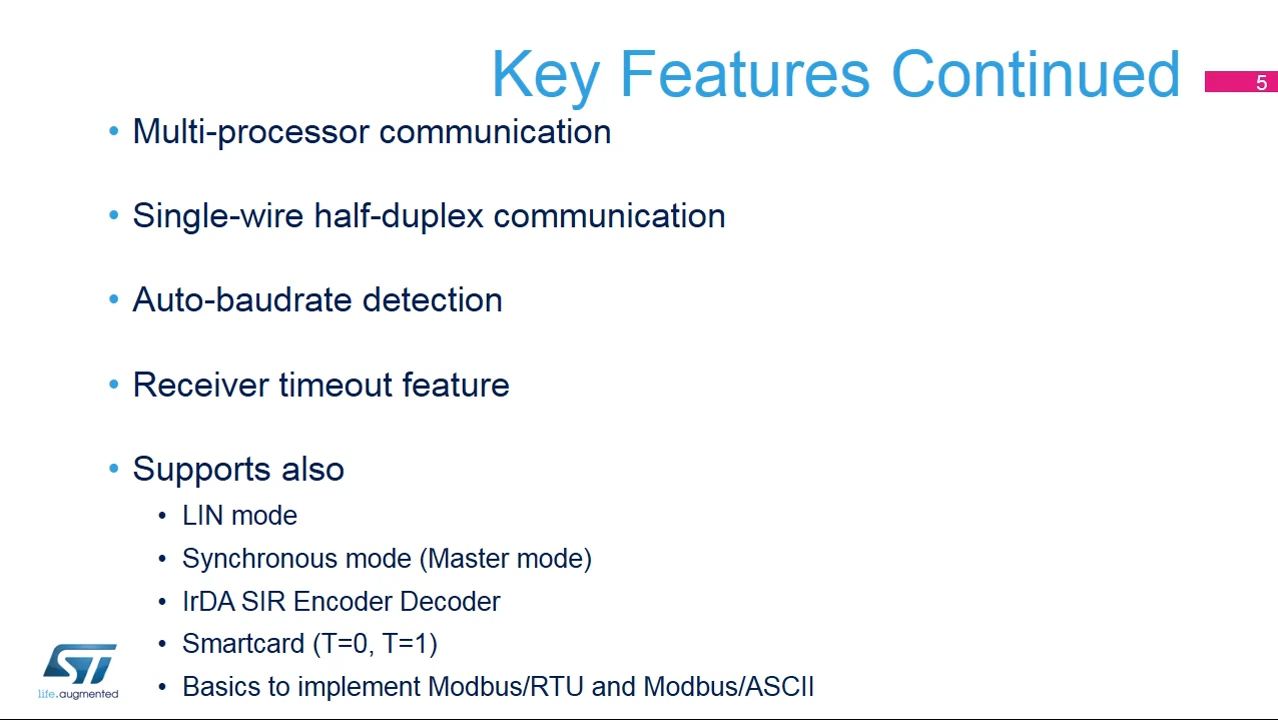 Key Features Continued
5
• Multi-processor communication
• Single-wire half-duplex communication
• Auto-baudrate detection
• Receiver timeout feature
• Supports also
• LIN mode
• Synchronous mode (Master mode)
• IrDA SIR Encoder Decoder
• Smartcard (T=0, T=1)
• Basics to implement Modbus/RTU and Modbus/ASCII
ST
life.augmented